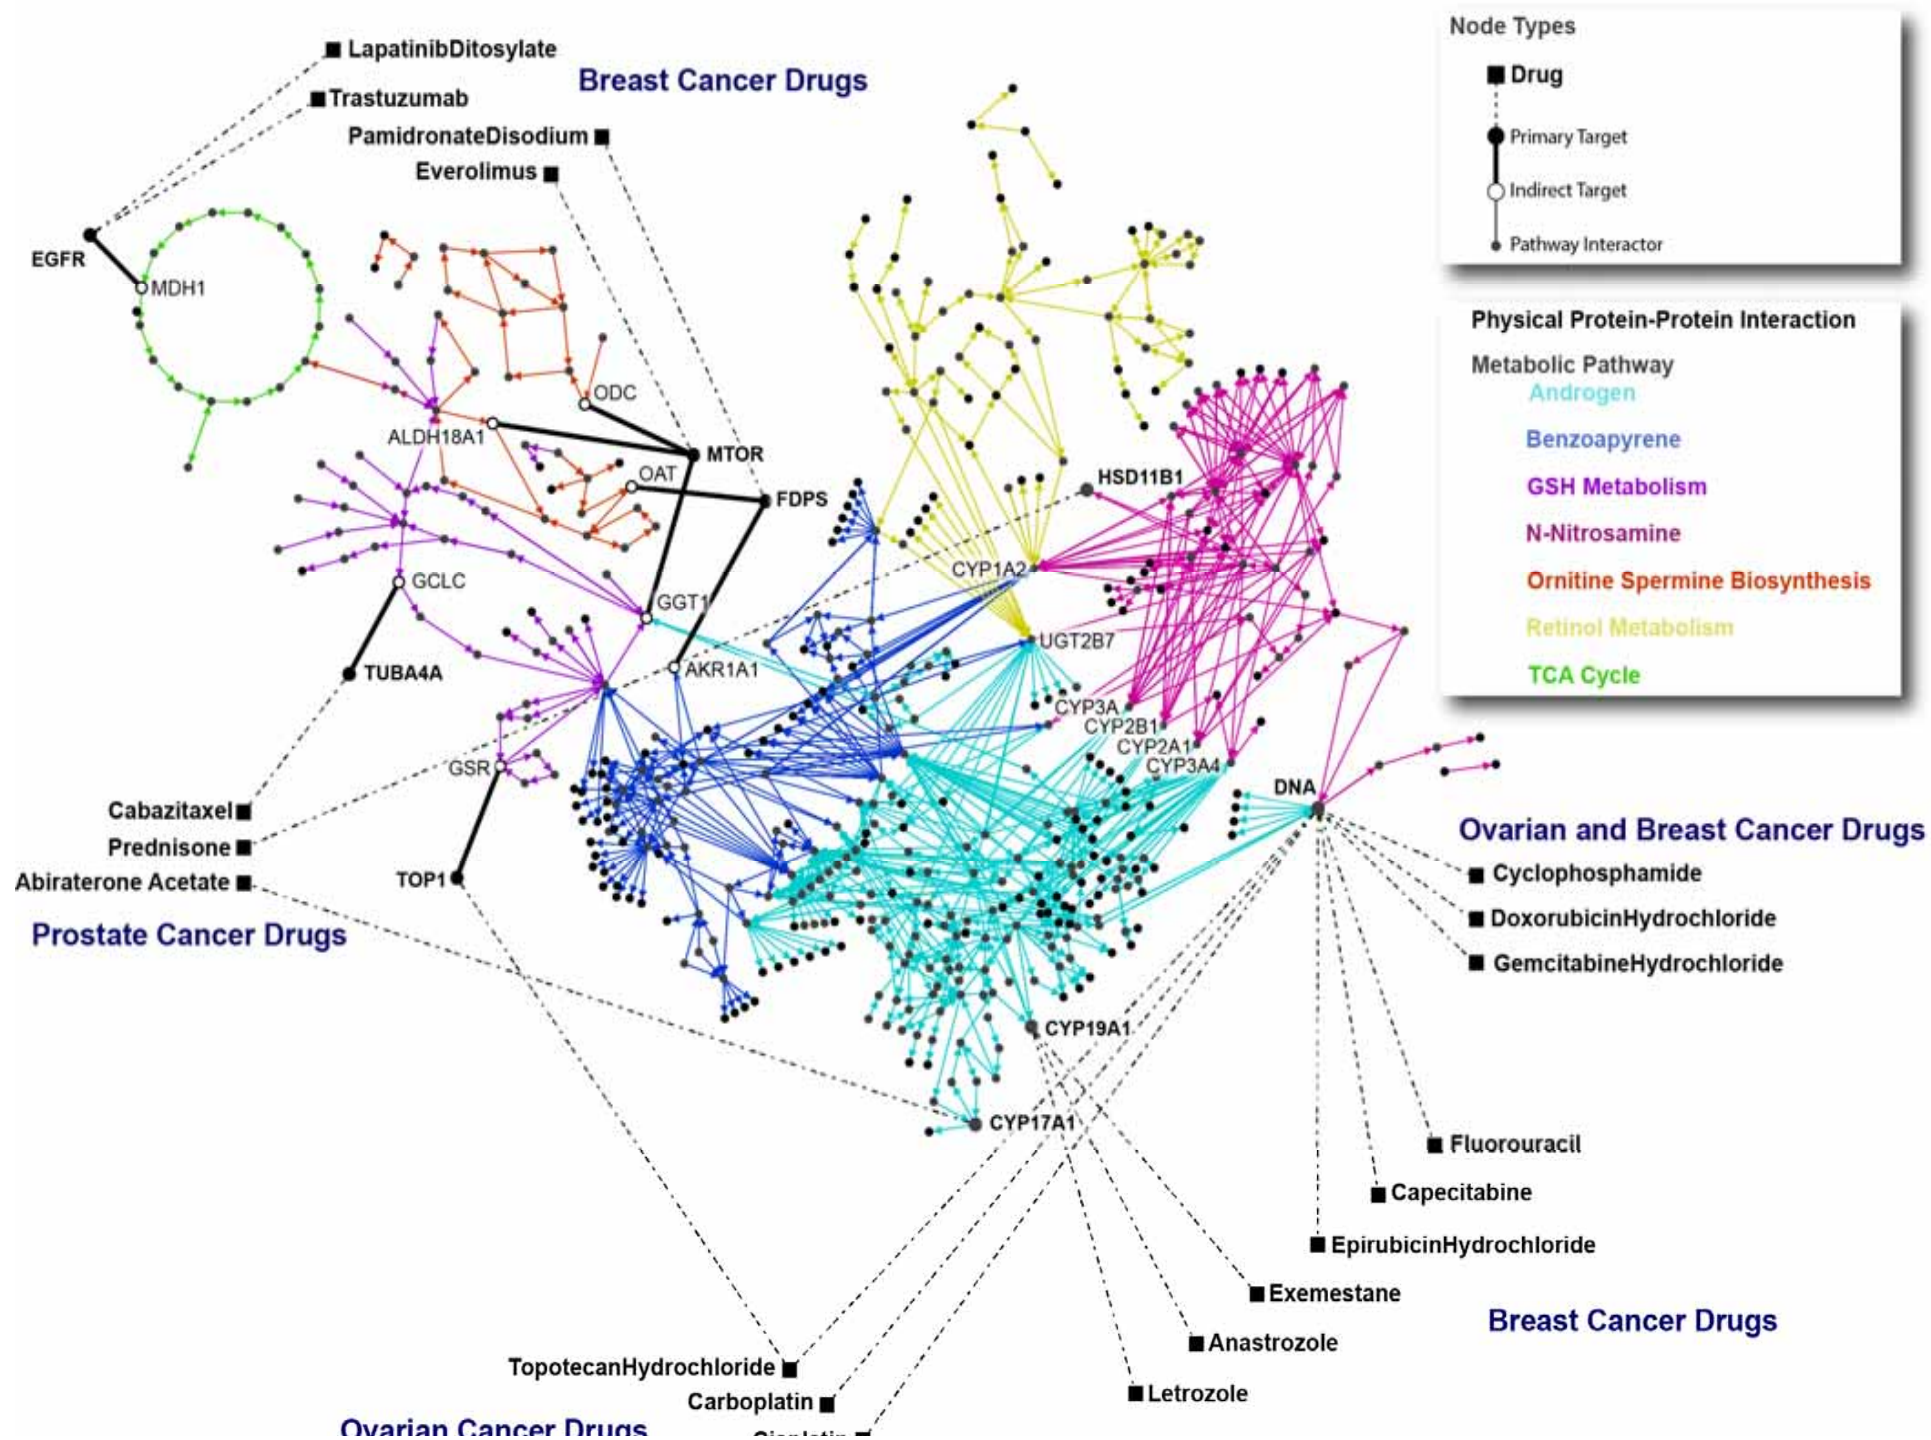 LapatinibDitosylate
Breast Cancer Drugs
Trastuzumab
PamidronateDisodium
Everolimus
EGFR
MDH1
ODC
ALDH18A1
MTOR
OAT
FDPS
HSD11B1
CYP1A2
GCLC
GGT1
UGT2B7
TUBA4A
AKR1A1
CYP3A
CYP2B1
CYP2A1
CYP3A4
GSR
DNA
Cabazitaxel
Prednisone
Abiraterone Acetate
TOP1
Prostate Cancer Drugs
CYP19A1
CYP17A1
Node Types
Drug
Primary Target
Indirect Target
Pathway Interactor
Physical Protein-Protein Interaction
Metabolic Pathway
Androgen
Benzoapyrene
GSH Metabolism
N-Nitrosamine
Ornitine Spermine Biosynthesis
Retinol Metabolism
TCA Cycle
Ovarian and Breast Cancer Drugs
Cyclophosphamide
DoxorubicinHydrochloride
GemcitabineHydrochloride
Fluorouracil
Capecitabine
EpirubicinHydrochloride
Exemestane
Breast Cancer Drugs
Anastrozole
TopotecanHydrochloride
Letrozole
Carboplatin
Ovarian Cancer Drugs
Cisplatin